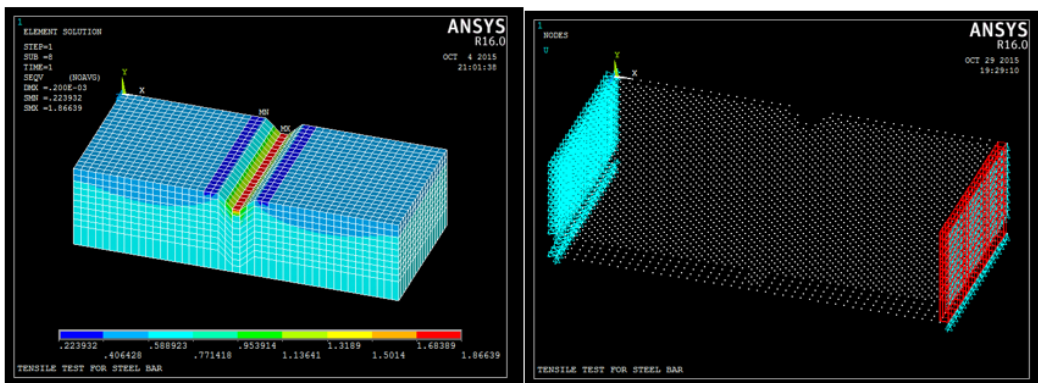 1
ELEMENT SOLUTION
STEP=1
SUB =8
TIME=1
SEQV (NOAVG)
DMX =.200E-03
SMN =.223932
SMX =1.86639
ANSYS
R16.0
OCT 4 2015
21:01:38
Y
X
MN
MX
.223932 .588923 .953914 1.3189 1.68389
.406428 .771418 1.13641 1.5014 1.86639
TENSILE TEST FOR STEEL BAR
1
NODES
U
ANSYS
R16.0
OCT 29 2015
19:29:10
Y
X
TENSILE TEST FOR STEEL BAR